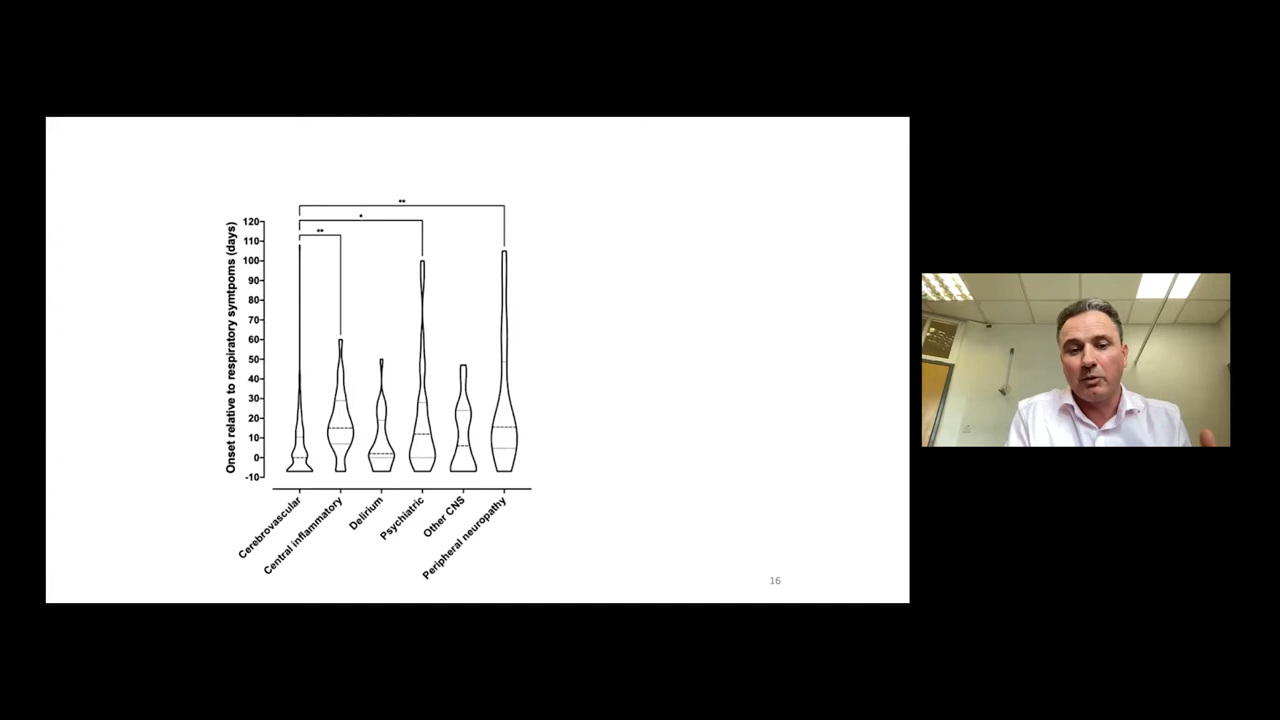 **
*
**
Onset relative to respiratory symtpoms (days)
120
110
100
90
80
70
60
50
40
30
20
10
0
-10
Cerebrovascular
Central inflammatory
Delirium
Psychiatric
Other CNS
Peripheral neuropathy
16